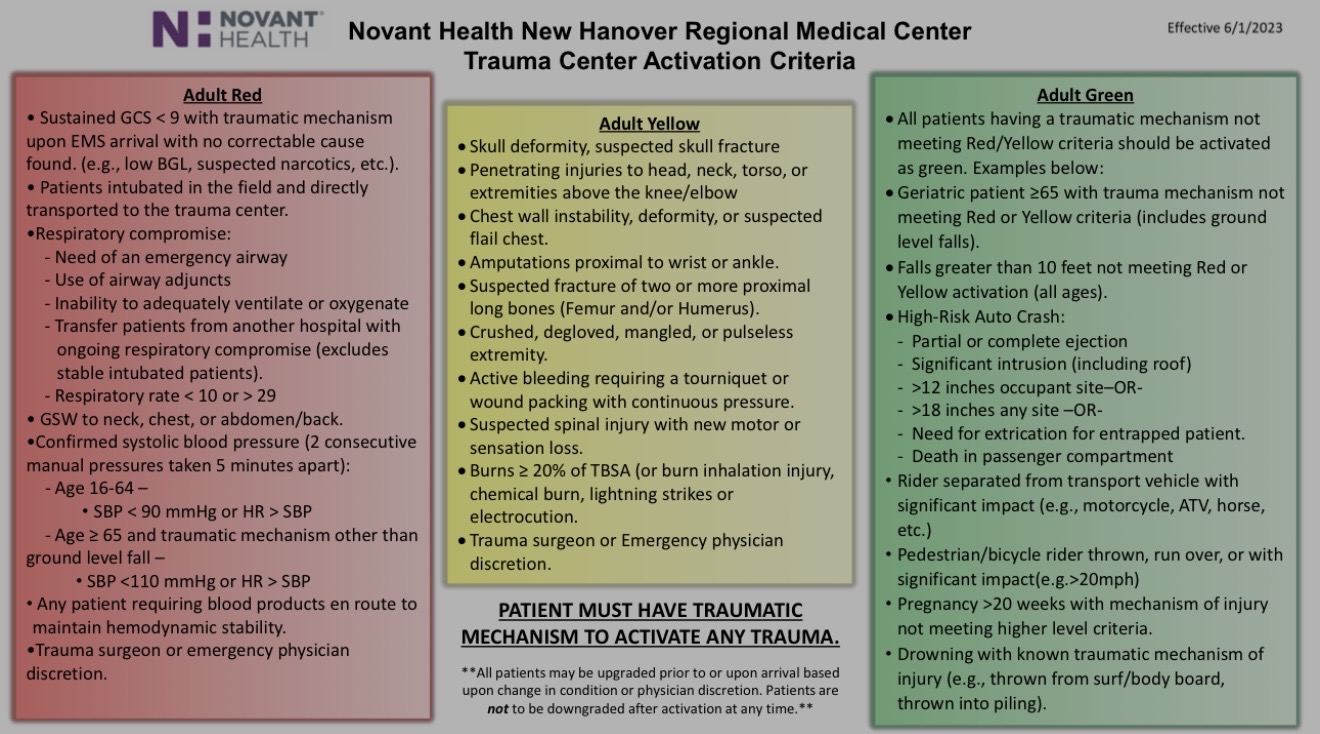 NOVANT
HEALTH
Novant Health New Hanover Regional Medical Center
Trauma Center Activation Criteria
Effective 6/1/2023
Adult Red
• Sustained GCS < 9 with traumatic mechanism
upon EMS arrival with no correctable cause
found. (e.g., low BGL, suspected narcotics, etc.).
• Patients intubated in the field and directly
transported to the trauma center.
•Respiratory compromise:
- Need of an emergency airway
- Use of airway adjuncts
- Inability to adequately ventilate or oxygenate
- Transfer patients from another hospital with
ongoing respiratory compromise (excludes
stable intubated patients).
- Respiratory rate < 10 or > 29
• GSW to neck, chest, or abdomen/back.
•Confirmed systolic blood pressure (2 consecutive
manual pressures taken 5 minutes apart):
- Age 16-64 –
• SBP < 90 mmHg or HR > SBP
- Age ≥ 65 and traumatic mechanism other than
ground level fall –
• SBP <110 mmHg or HR > SBP
• Any patient requiring blood products en route to
maintain hemodynamic stability.
•Trauma surgeon or emergency physician
discretion.
Adult Yellow
• Skull deformity, suspected skull fracture
• Penetrating injuries to head, neck, torso, or
extremities above the knee/elbow
• Chest wall instability, deformity, or suspected
flail chest.
• Amputations proximal to wrist or ankle.
• Suspected fracture of two or more proximal
long bones (Femur and/or Humerus).
• Crushed, degloved, mangled, or pulseless
extremity.
• Active bleeding requiring a tourniquet or
wound packing with continuous pressure.
• Suspected spinal injury with new motor or
sensation loss.
• Burns ≥ 20% of TBSA (or burn inhalation injury,
chemical burn, lightning strikes or
electrocution.
• Trauma surgeon or Emergency physician
discretion.
PATIENT MUST HAVE TRAUMATIC
MECHANISM TO ACTIVATE ANY TRAUMA.
**All patients may be upgraded prior to or upon arrival based
upon change in condition or physician discretion. Patients are
not to be downgraded after activation at any time.**
Adult Green
• All patients having a traumatic mechanism not
meeting Red/Yellow criteria should be activated
as green. Examples below:
• Geriatric patient ≥65 with trauma mechanism not
meeting Red or Yellow criteria (includes ground
level falls).
• Falls greater than 10 feet not meeting Red or
Yellow activation (all ages).
• High-Risk Auto Crash:
- Partial or complete ejection
- Significant intrusion (including roof)
- >12 inches occupant site–OR-
- >18 inches any site –OR-
- Need for extrication for entrapped patient.
- Death in passenger compartment
• Rider separated from transport vehicle with
significant impact (e.g., motorcycle, ATV, horse,
etc.)
• Pedestrian/bicycle rider thrown, run over, or with
significant impact(e.g.>20mph)
• Pregnancy >20 weeks with mechanism of injury
not meeting higher level criteria.
• Drowning with known traumatic mechanism of
injury (e.g., thrown from surf/body board,
thrown into piling).